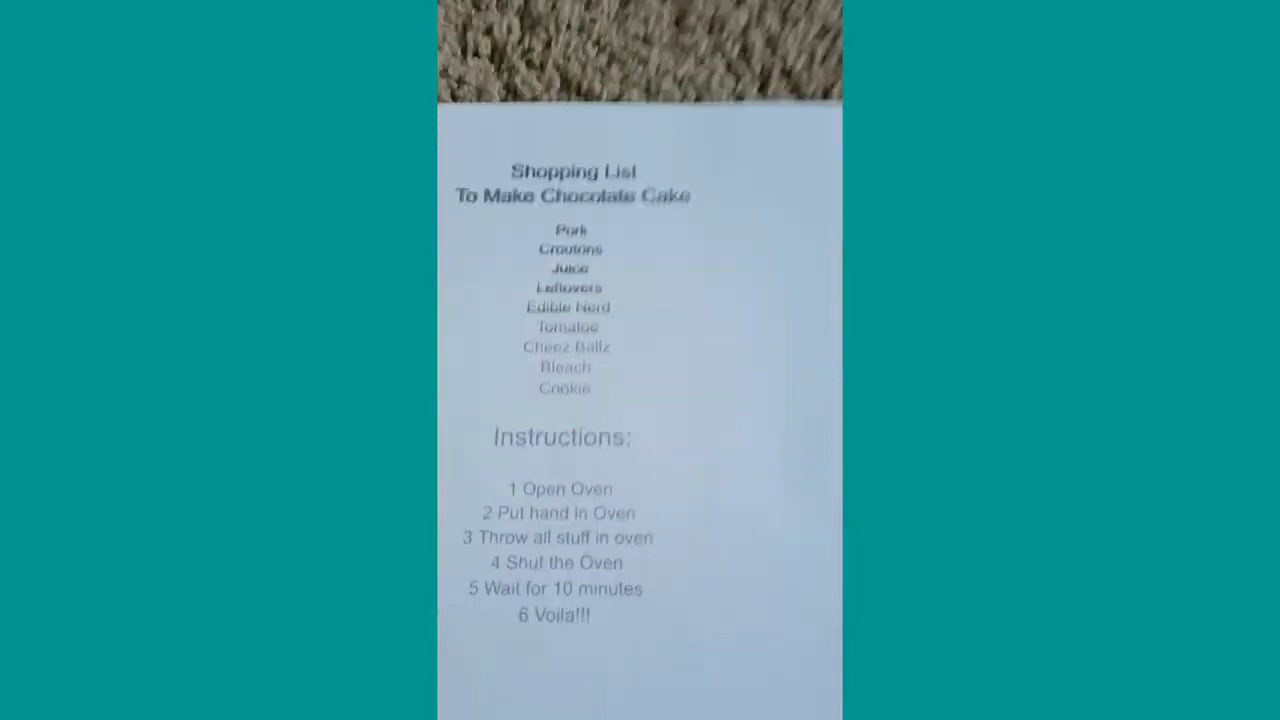 Shopping List
To Make Chocolate Cake
Pork
Croutons
Juice
Leftovers
Edible Nerd
Tomatoe
Cheez Ballz
Bleach
Cookie
Instructions:
1 Open Oven
2 Put hand in Oven
3 Throw all stuff in oven
4 Shut the Oven
5 Wait for 10 minutes
6 Voila!!!